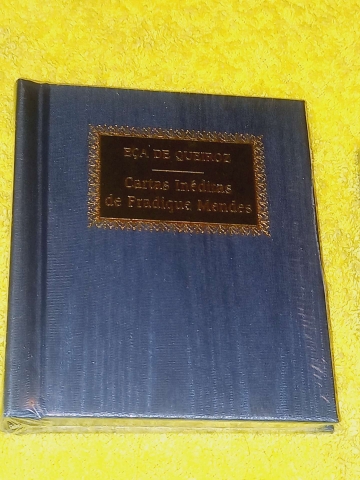 EÇA DE QUEIROZ
Cartas Inéditas
de Fradique Mendes